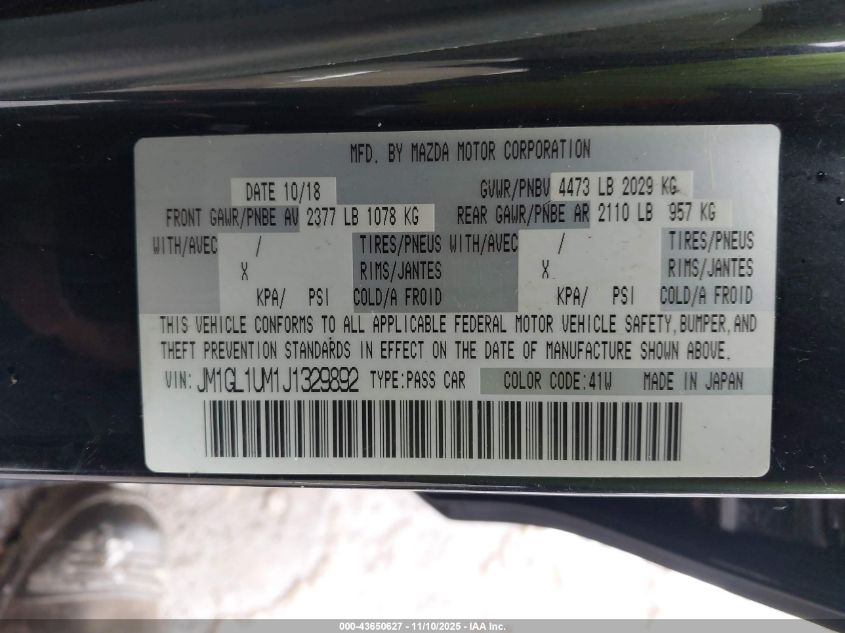 MFD. BY MAZDA MOTOR CORPORATION
DATE 10/18 GVWR/PNBV 4473 LB 2029 KG
FRONT GAWR/PNBE AV 2377 LB 1078 KG REAR GAWR/PNBE AR 2110 LB 957 KG
WITH/AVEC / TIRES/PNEUS WITH/AVEC / TIRES/PNEUS
X RIMS/JANTES X RIMS/JANTES
KPA/ PSI COLD/A FROID KPA/ PSI COLD/A FROID
THIS VEHICLE CONFORMS TO ALL APPLICABLE FEDERAL MOTOR VEHICLE SAFETY, BUMPER, AND
THEFT PREVENTION STANDARDS IN EFFECT ON THE DATE OF MANUFACTURE SHOWN ABOVE.
VIN: JM1GL1UM1J1329892 TYPE:PASS CAR COLOR CODE:41W MADE IN JAPAN
000-43650627 - 11/10/2025 - IAA Inc.